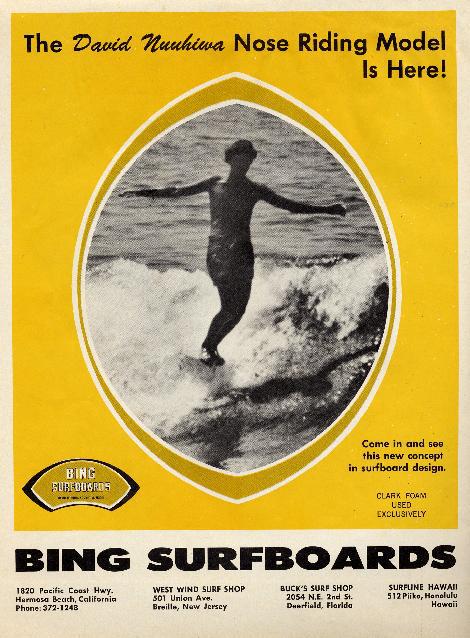 The David Nuuhiwa Nose Riding Model
Is Here!
Come in and see
this new concept
in surfboard design.
CLARK FOAM
USED
EXCLUSIVELY
BING
SURFBOARDS
BING SURFBOARDS
1820 Pacific Coast Hwy.
Hermosa Beach, California
Phone: 372-1248
WEST WIND SURF SHOP
501 Union Ave.
Breille, New Jersey
BUCK'S SURF SHOP
2054 N.E. 2nd St.
Deerfield, Florida
SURFLINE HAWAII
512 Piiko, Honolulu
Hawaii